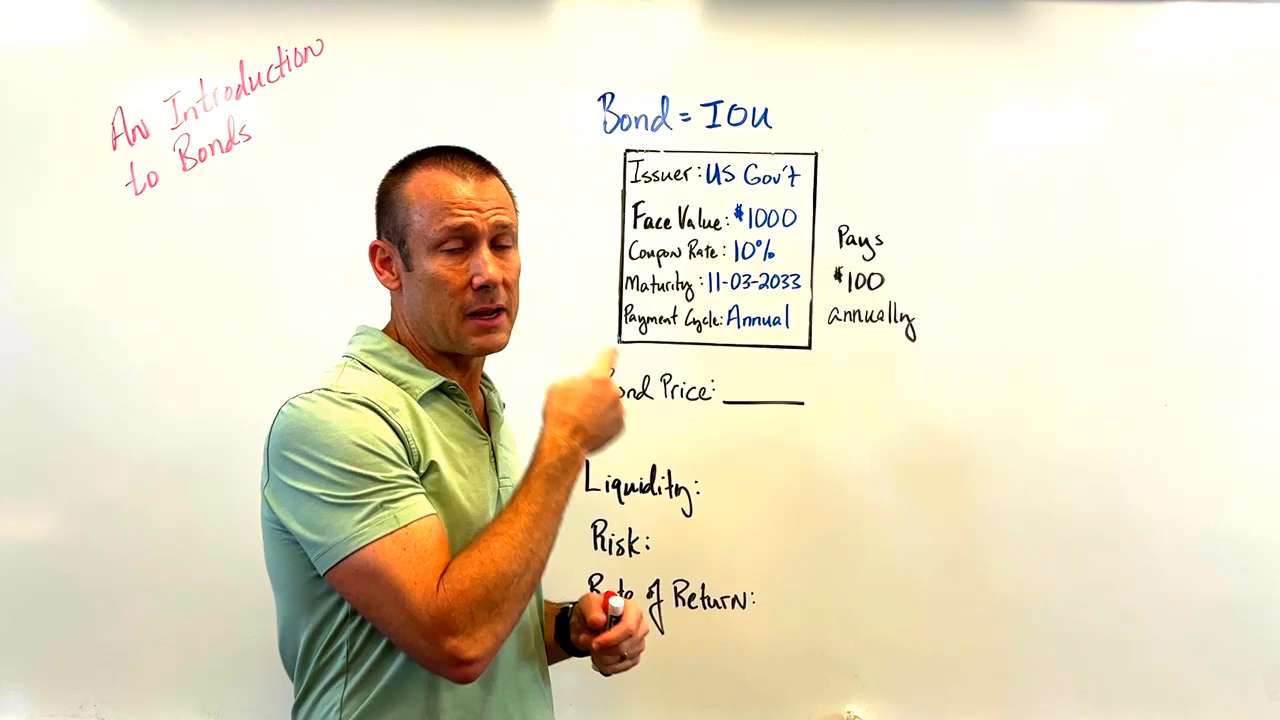 An Introduction
to Bonds
Bond = IOU
Issuer: US Gov't
Face Value: $1000
Coupon Rate: 10%
Maturity: 11-03-2033
Payment Cycle: Annual
Pays
$100
annually
Price:
Liquidity:
Risk:
Rate of Return: